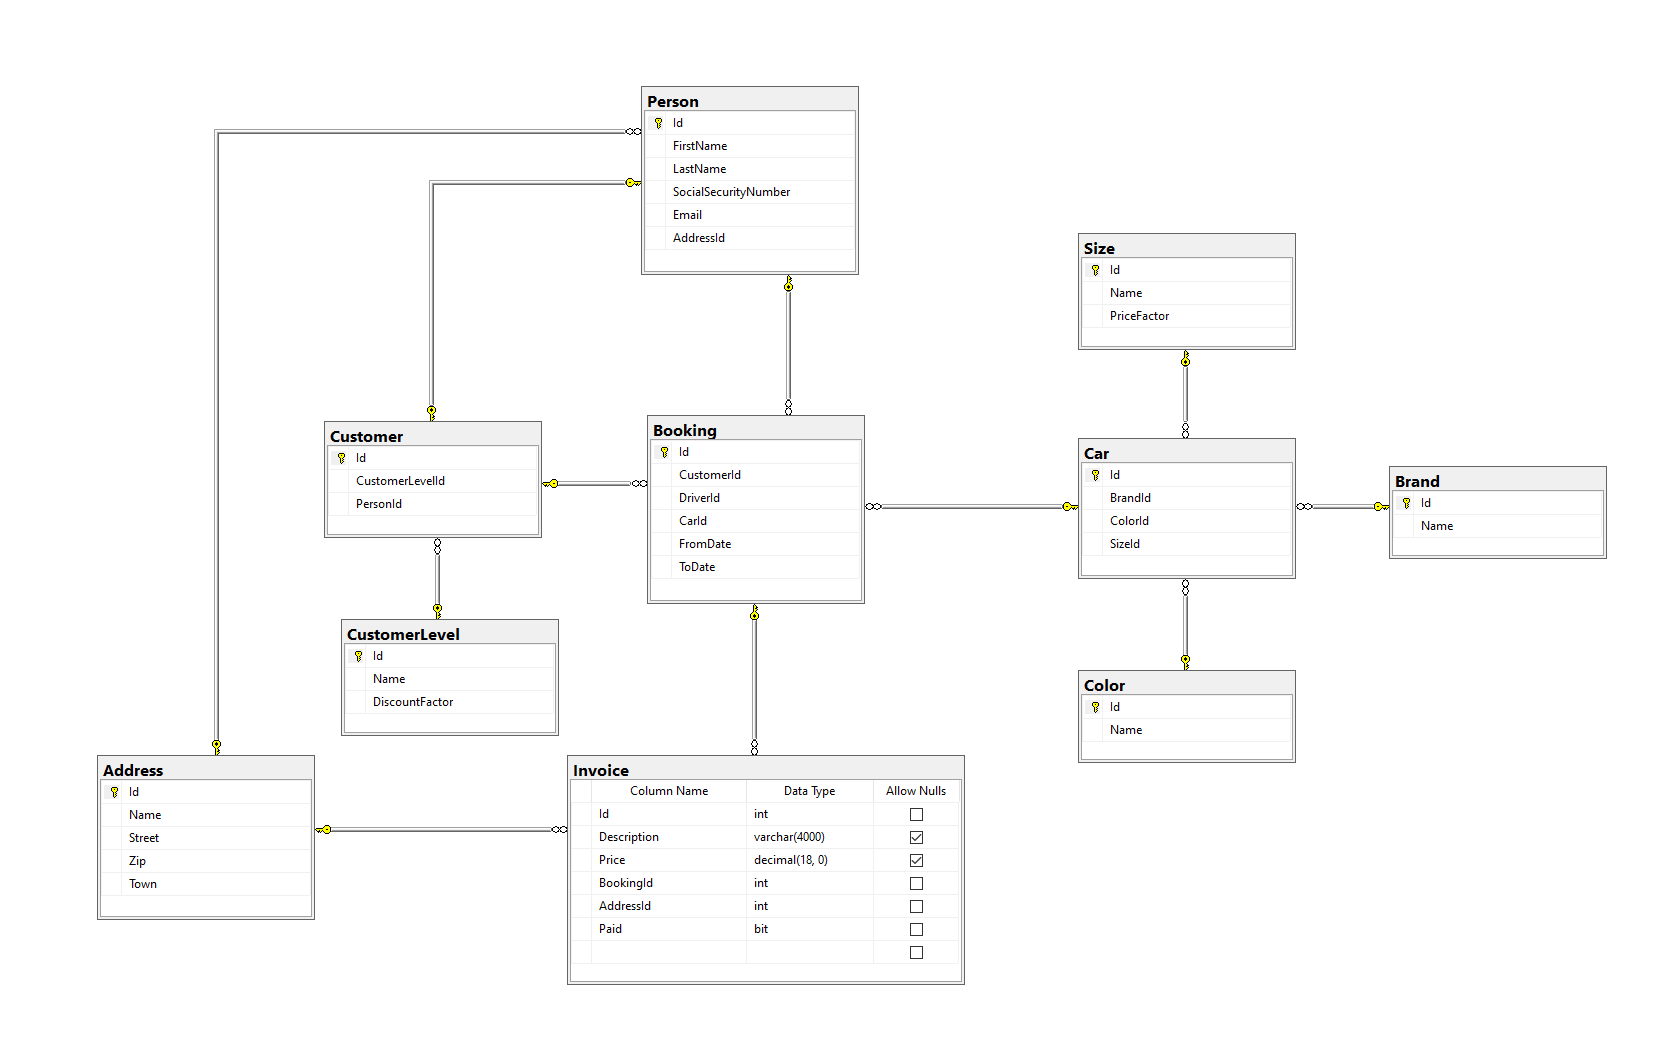 Person
Id
FirstName
LastName
SocialSecurityNumber
Email
AddressId
Size
Id
Name
PriceFactor
Customer
Id
CustomerLevelId
PersonId
Booking
Id
CustomerId
DriverId
CarId
FromDate
ToDate
Car
Id
BrandId
ColorId
SizeId
Brand
Id
Name
CustomerLevel
Id
Name
DiscountFactor
Color
Id
Name
Address
Id
Name
Street
Zip
Town
Invoice
Column Name Data Type Allow Nulls
Id int
Description varchar(4000)
Price decimal(18, 0)
BookingId int
AddressId int
Paid bit